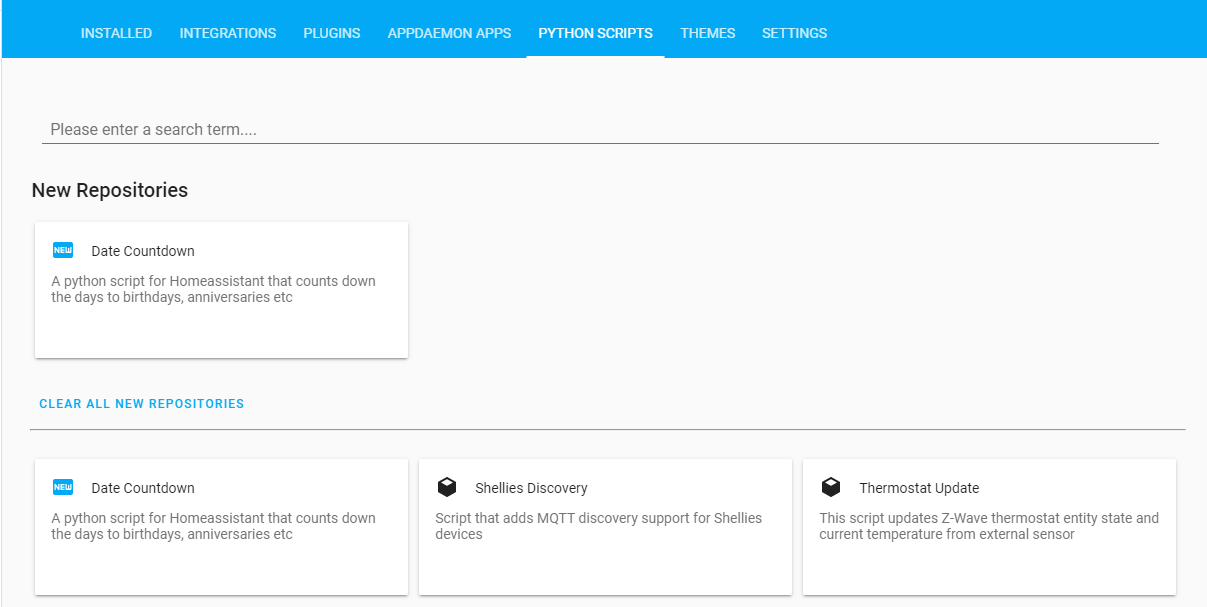 INSTALLED INTEGRATIONS PLUGINS APPDAEMON APPS PYTHON SCRIPTS THEMES SETTINGS
Please enter a search term....
New Repositories
NEW Date Countdown
A python script for Homeassistant that counts down
the days to birthdays, anniversaries etc
CLEAR ALL NEW REPOSITORIES
NEW Date Countdown
A python script for Homeassistant that counts down
the days to birthdays, anniversaries etc
Shellies Discovery
Script that adds MQTT discovery support for Shellies
devices
Thermostat Update
This script updates Z-Wave thermostat entity state and
current temperature from external sensor